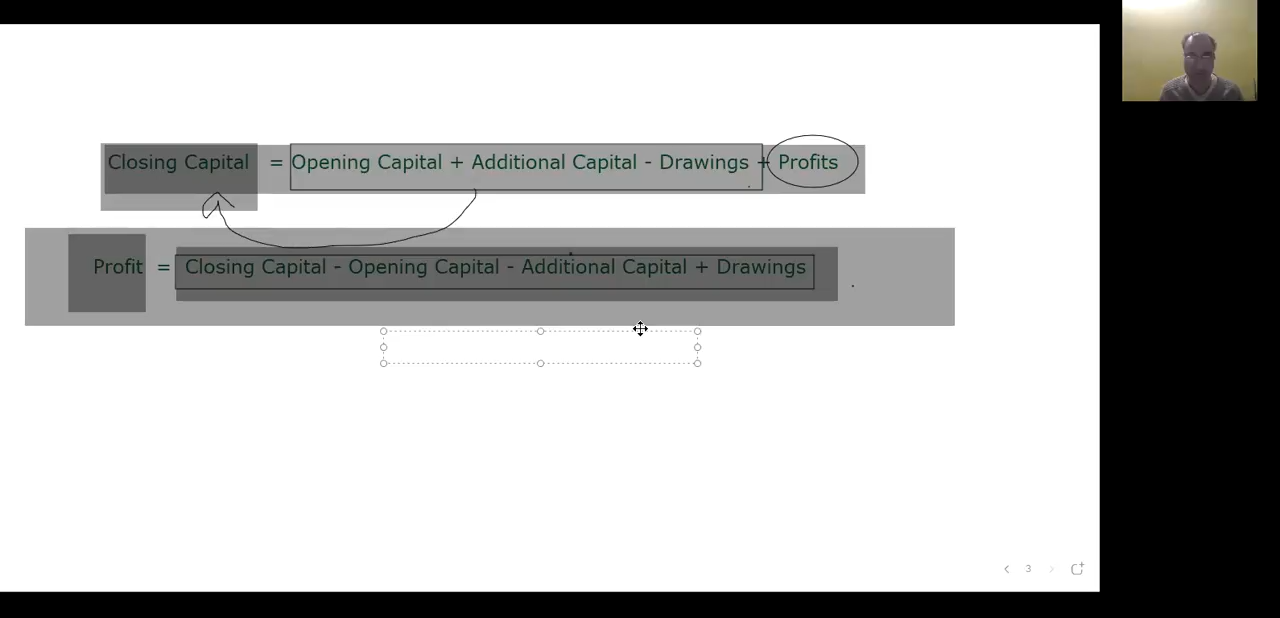 Closing Capital = Opening Capital + Additional Capital - Drawings + Profits
Profit = Closing Capital - Opening Capital - Additional Capital + Drawings
3